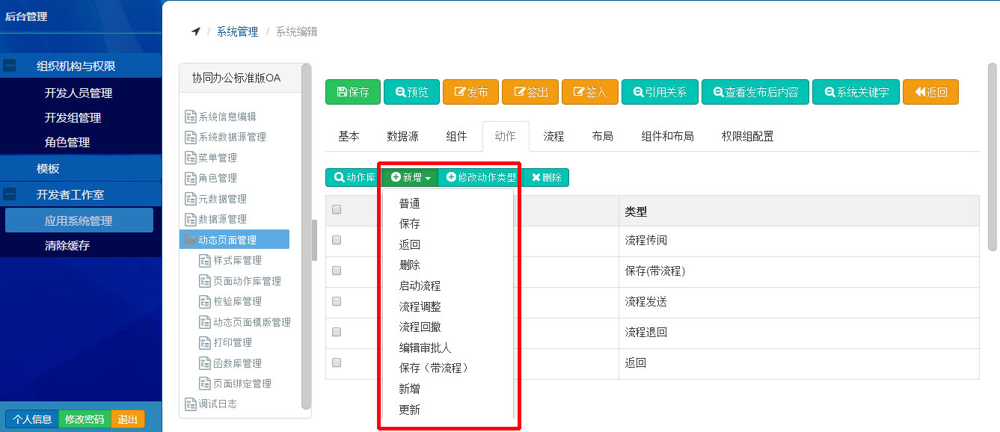 后台管理
组织机构与权限
开发人员管理
开发组管理
角色管理
模板
开发者工作室
应用系统管理
清除缓存
个人信息 修改密码 退出
/ 系统管理 / 系统编辑
协同办公标准版OA
系统信息编辑
系统数据源管理
菜单管理
角色管理
元数据管理
数据源管理
动态页面管理
样式库管理
页面动作库管理
校验库管理
动态页面模版管理
打印管理
函数库管理
页面绑定管理
调试日志
保存 预览 发布 签出 签入 引用关系 查看发布后内容 系统关键字 返回
基本 数据源 组件 动作 流程 布局 组件和布局 权限组配置
动作库 新增 修改动作类型 删除
普通
保存
返回
删除
启动流程
流程调整
流程回撤
编辑审批人
保存（带流程）
新增
更新
类型
流程传阅
保存(带流程)
流程发送
流程退回
返回